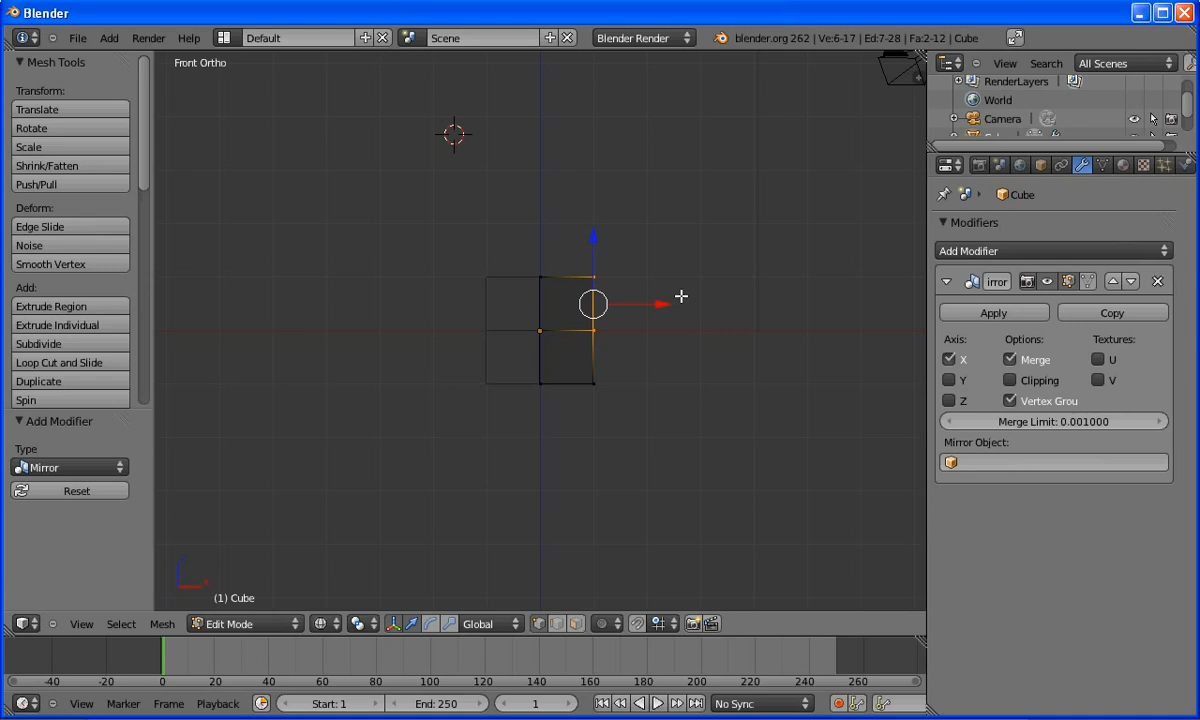 Blender
File Add Render Help Default Scene Blender Render blender.org 262 | Ve:6-17 | Ed:7-28 | Fa:2-12 | Cube
Mesh Tools
Transform:
Translate
Rotate
Scale
Shrink/Fatten
Push/Pull
Deform:
Edge Slide
Noise
Smooth Vertex
Add:
Extrude Region
Extrude Individual
Subdivide
Loop Cut and Slide
Duplicate
Spin
Add Modifier
Type
Mirror
Reset
Front Ortho
(1) Cube
View Search All Scenes
RenderLayers
World
Camera
Cube
Modifiers
Add Modifier
irror
Apply Copy
Axis: Options: Textures:
X Merge U
Y Clipping V
Z Vertex Grou
Merge Limit: 0.001000
Mirror Object:
View Select Mesh Edit Mode Global
-40 -20 0 20 40 60 80 100 120 140 160 180 200 220 240 260
View Marker Frame Playback Start: 1 End: 250 1 No Sync